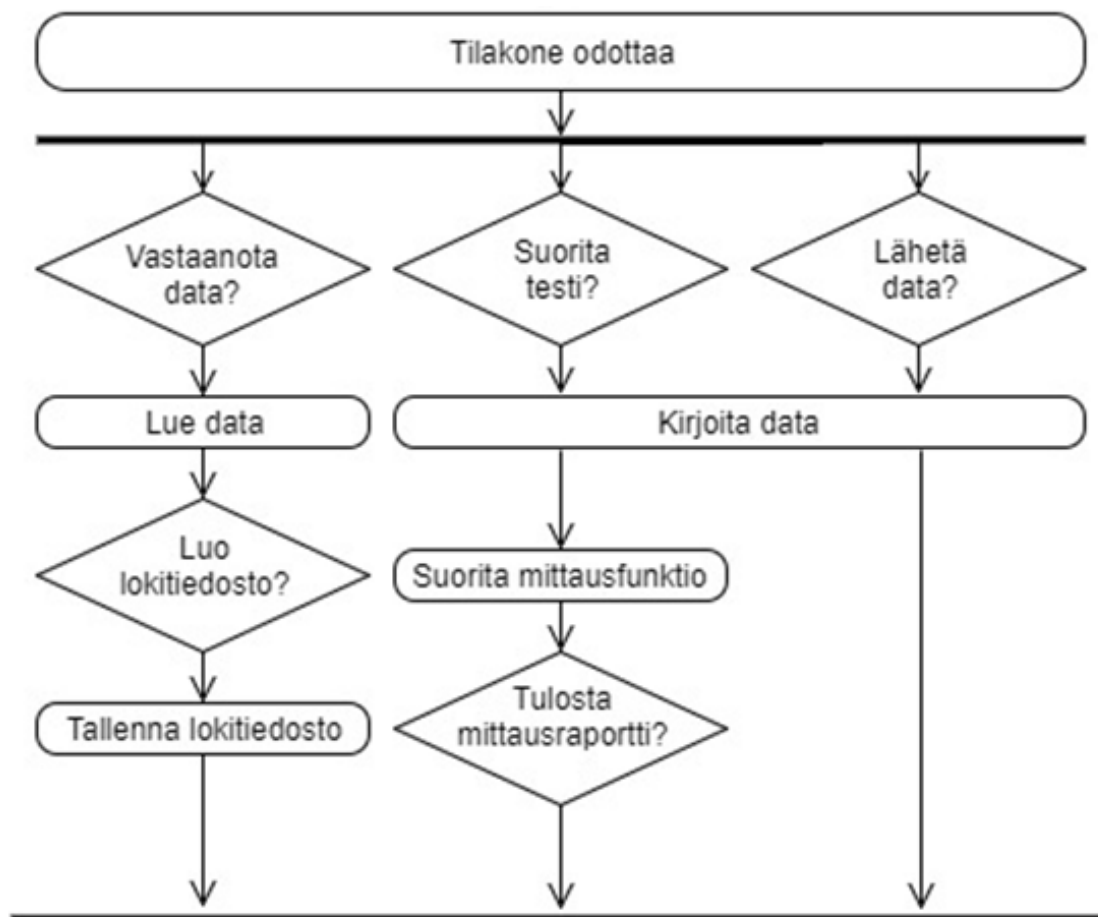 Tilakone odottaa
Vastaanota
data?
Suorita
testi?
Lähetä
data?
Lue data
Kirjoita data
Luo
lokitiedosto?
Suorita mittausfunktio
Tallenna lokitiedosto
Tulosta
mittausraportti?